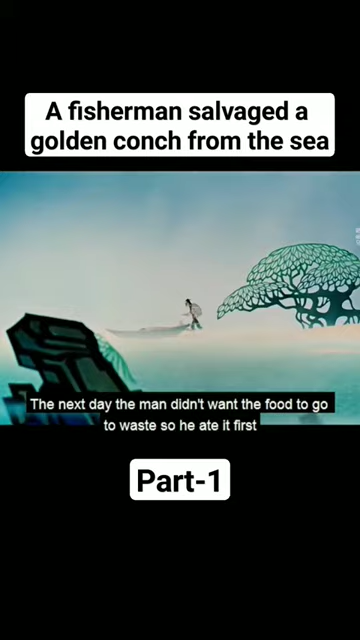 A fisherman salvaged a
golden conch from the sea
The next day the man didn't want the food to go
to waste so he ate it first
Part-1